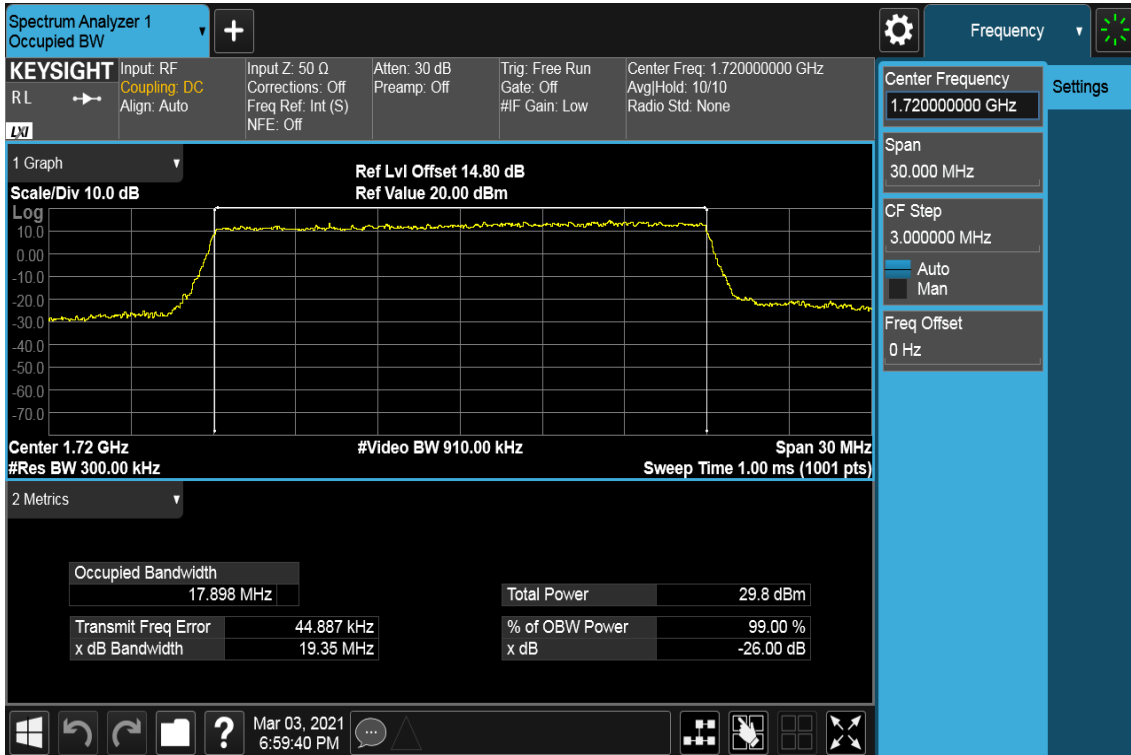 Spectrum Analyzer 1
Occupied BW
+
Frequency
KEYSIGHT
RL
LXI
Input: RF
Coupling: DC
Align: Auto
Input Z: 50 Ω
Corrections: Off
Freq Ref: Int (S)
NFE: Off
Atten: 30 dB
Preamp: Off
Trig: Free Run
Gate: Off
#IF Gain: Low
Center Freq: 1.720000000 GHz
Avg|Hold: 10/10
Radio Std: None
Center Frequency
1.720000000 GHz
Settings
Span
30.000 MHz
CF Step
3.000000 MHz
Auto
Man
Freq Offset
0 Hz
1 Graph
Ref Lvl Offset 14.80 dB
Scale/Div 10.0 dB
Ref Value 20.00 dBm
Log
10.0
0.00
-10.0
-20.0
-30.0
-40.0
-50.0
-60.0
-70.0
Center 1.72 GHz
#Video BW 910.00 kHz
Span 30 MHz
#Res BW 300.00 kHz
Sweep Time 1.00 ms (1001 pts)
2 Metrics
Occupied Bandwidth
17.898 MHz
Total Power 29.8 dBm
Transmit Freq Error 44.887 kHz
% of OBW Power 99.00 %
x dB Bandwidth 19.35 MHz
x dB -26.00 dB
?
Mar 03, 2021
6:59:40 PM